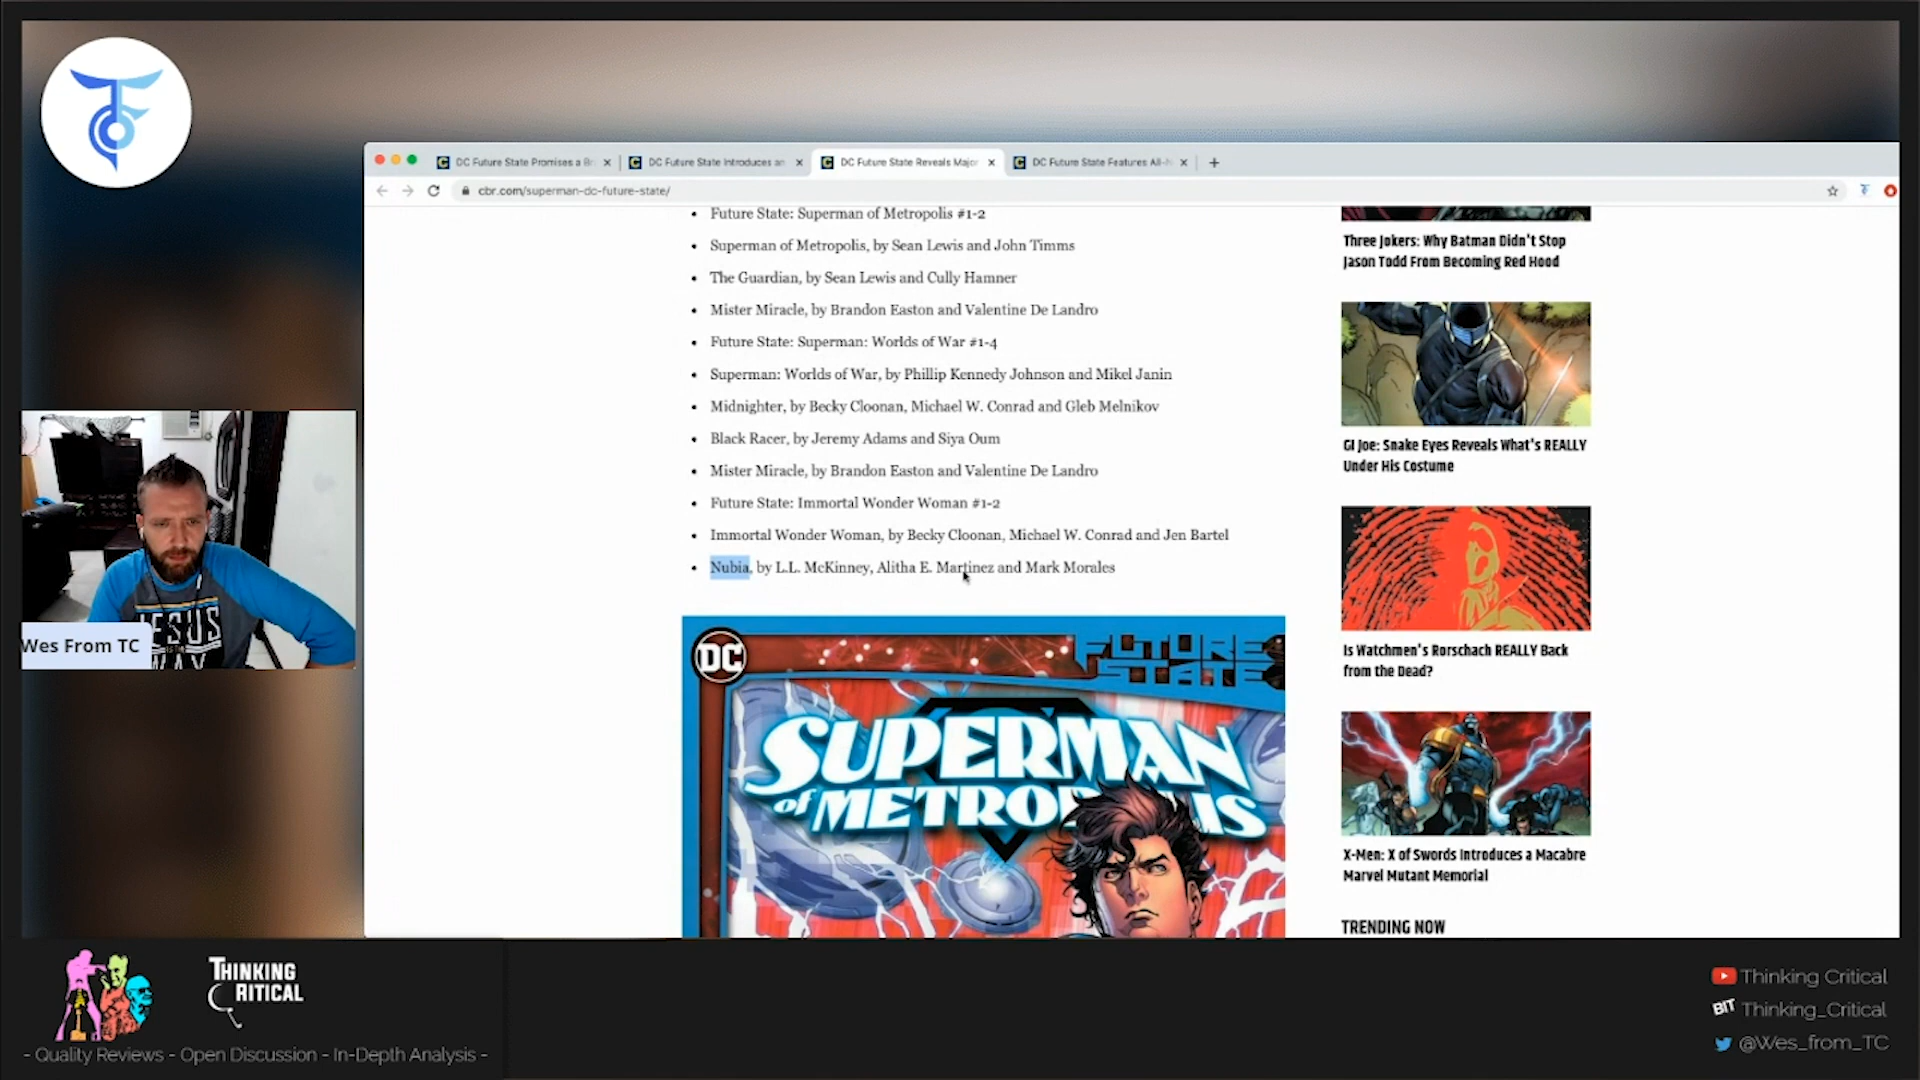 DC Future State Promises a Br
DC Future State Introduces an
DC Future State Reveals Major
DC Future State Features All-N
cbr.com/superman-dc-future-state/
Future State: Superman of Metropolis #1-2
Superman of Metropolis, by Sean Lewis and John Timms
The Guardian, by Sean Lewis and Cully Hamner
Mister Miracle, by Brandon Easton and Valentine De Landro
Future State: Superman: Worlds of War #1-4
Superman: Worlds of War, by Phillip Kennedy Johnson and Mikel Janin
Midnighter, by Becky Cloonan, Michael W. Conrad and Gleb Melnikov
Black Racer, by Jeremy Adams and Siya Oum
Mister Miracle, by Brandon Easton and Valentine De Landro
Future State: Immortal Wonder Woman #1-2
Immortal Wonder Woman, by Becky Cloonan, Michael W. Conrad and Jen Bartel
Nubia, by L.L. McKinney, Alitha E. Martinez and Mark Morales
DC
FUTURE
STATE
SUPERMAN
of METROPOLIS
Three Jokers: Why Batman Didn't Stop
Jason Todd From Becoming Red Hood
GI Joe: Snake Eyes Reveals What's REALLY
Under His Costume
Is Watchmen's Rorschach REALLY Back
from the Dead?
X-Men: X of Swords Introduces a Macabre
Marvel Mutant Memorial
TRENDING NOW
JESUS
WAY
Wes From TC
THINKING
CRITICAL
- Quality Reviews - Open Discussion - In-Depth Analysis -
Thinking Critical
BIT Thinking_Critical
@Wes_from_TC